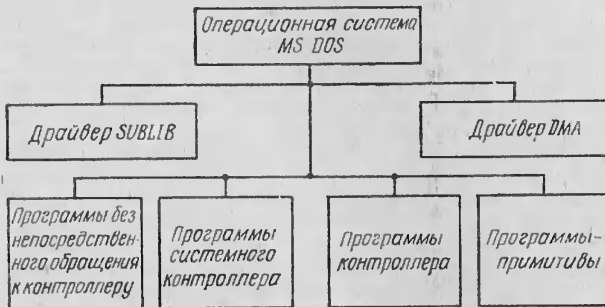 Операционная система
MS DOS
Драйвер SUBLIB
Драйвер DMA
Программы без
непосредствен-
ного обращения
к контроллеру
Программы
системного
контроллера
Программы
контроллера
Программы-
примитивы